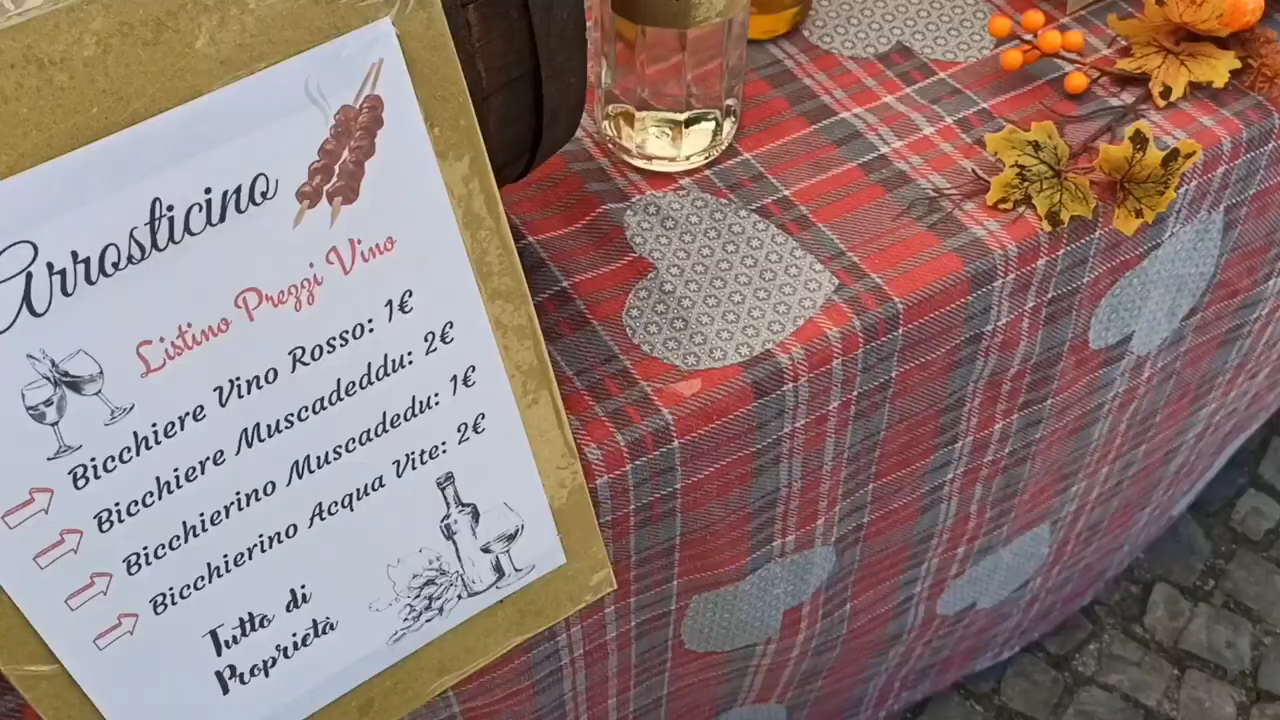 Arrosticino
Listino Prezzi Vino
Bicchiere Vino Rosso: 1€
Bicchiere Muscadeddu: 2€
Bicchierino Muscadedu: 1€
Bicchierino Acqua Vite: 2€
Tutto di
Proprietà